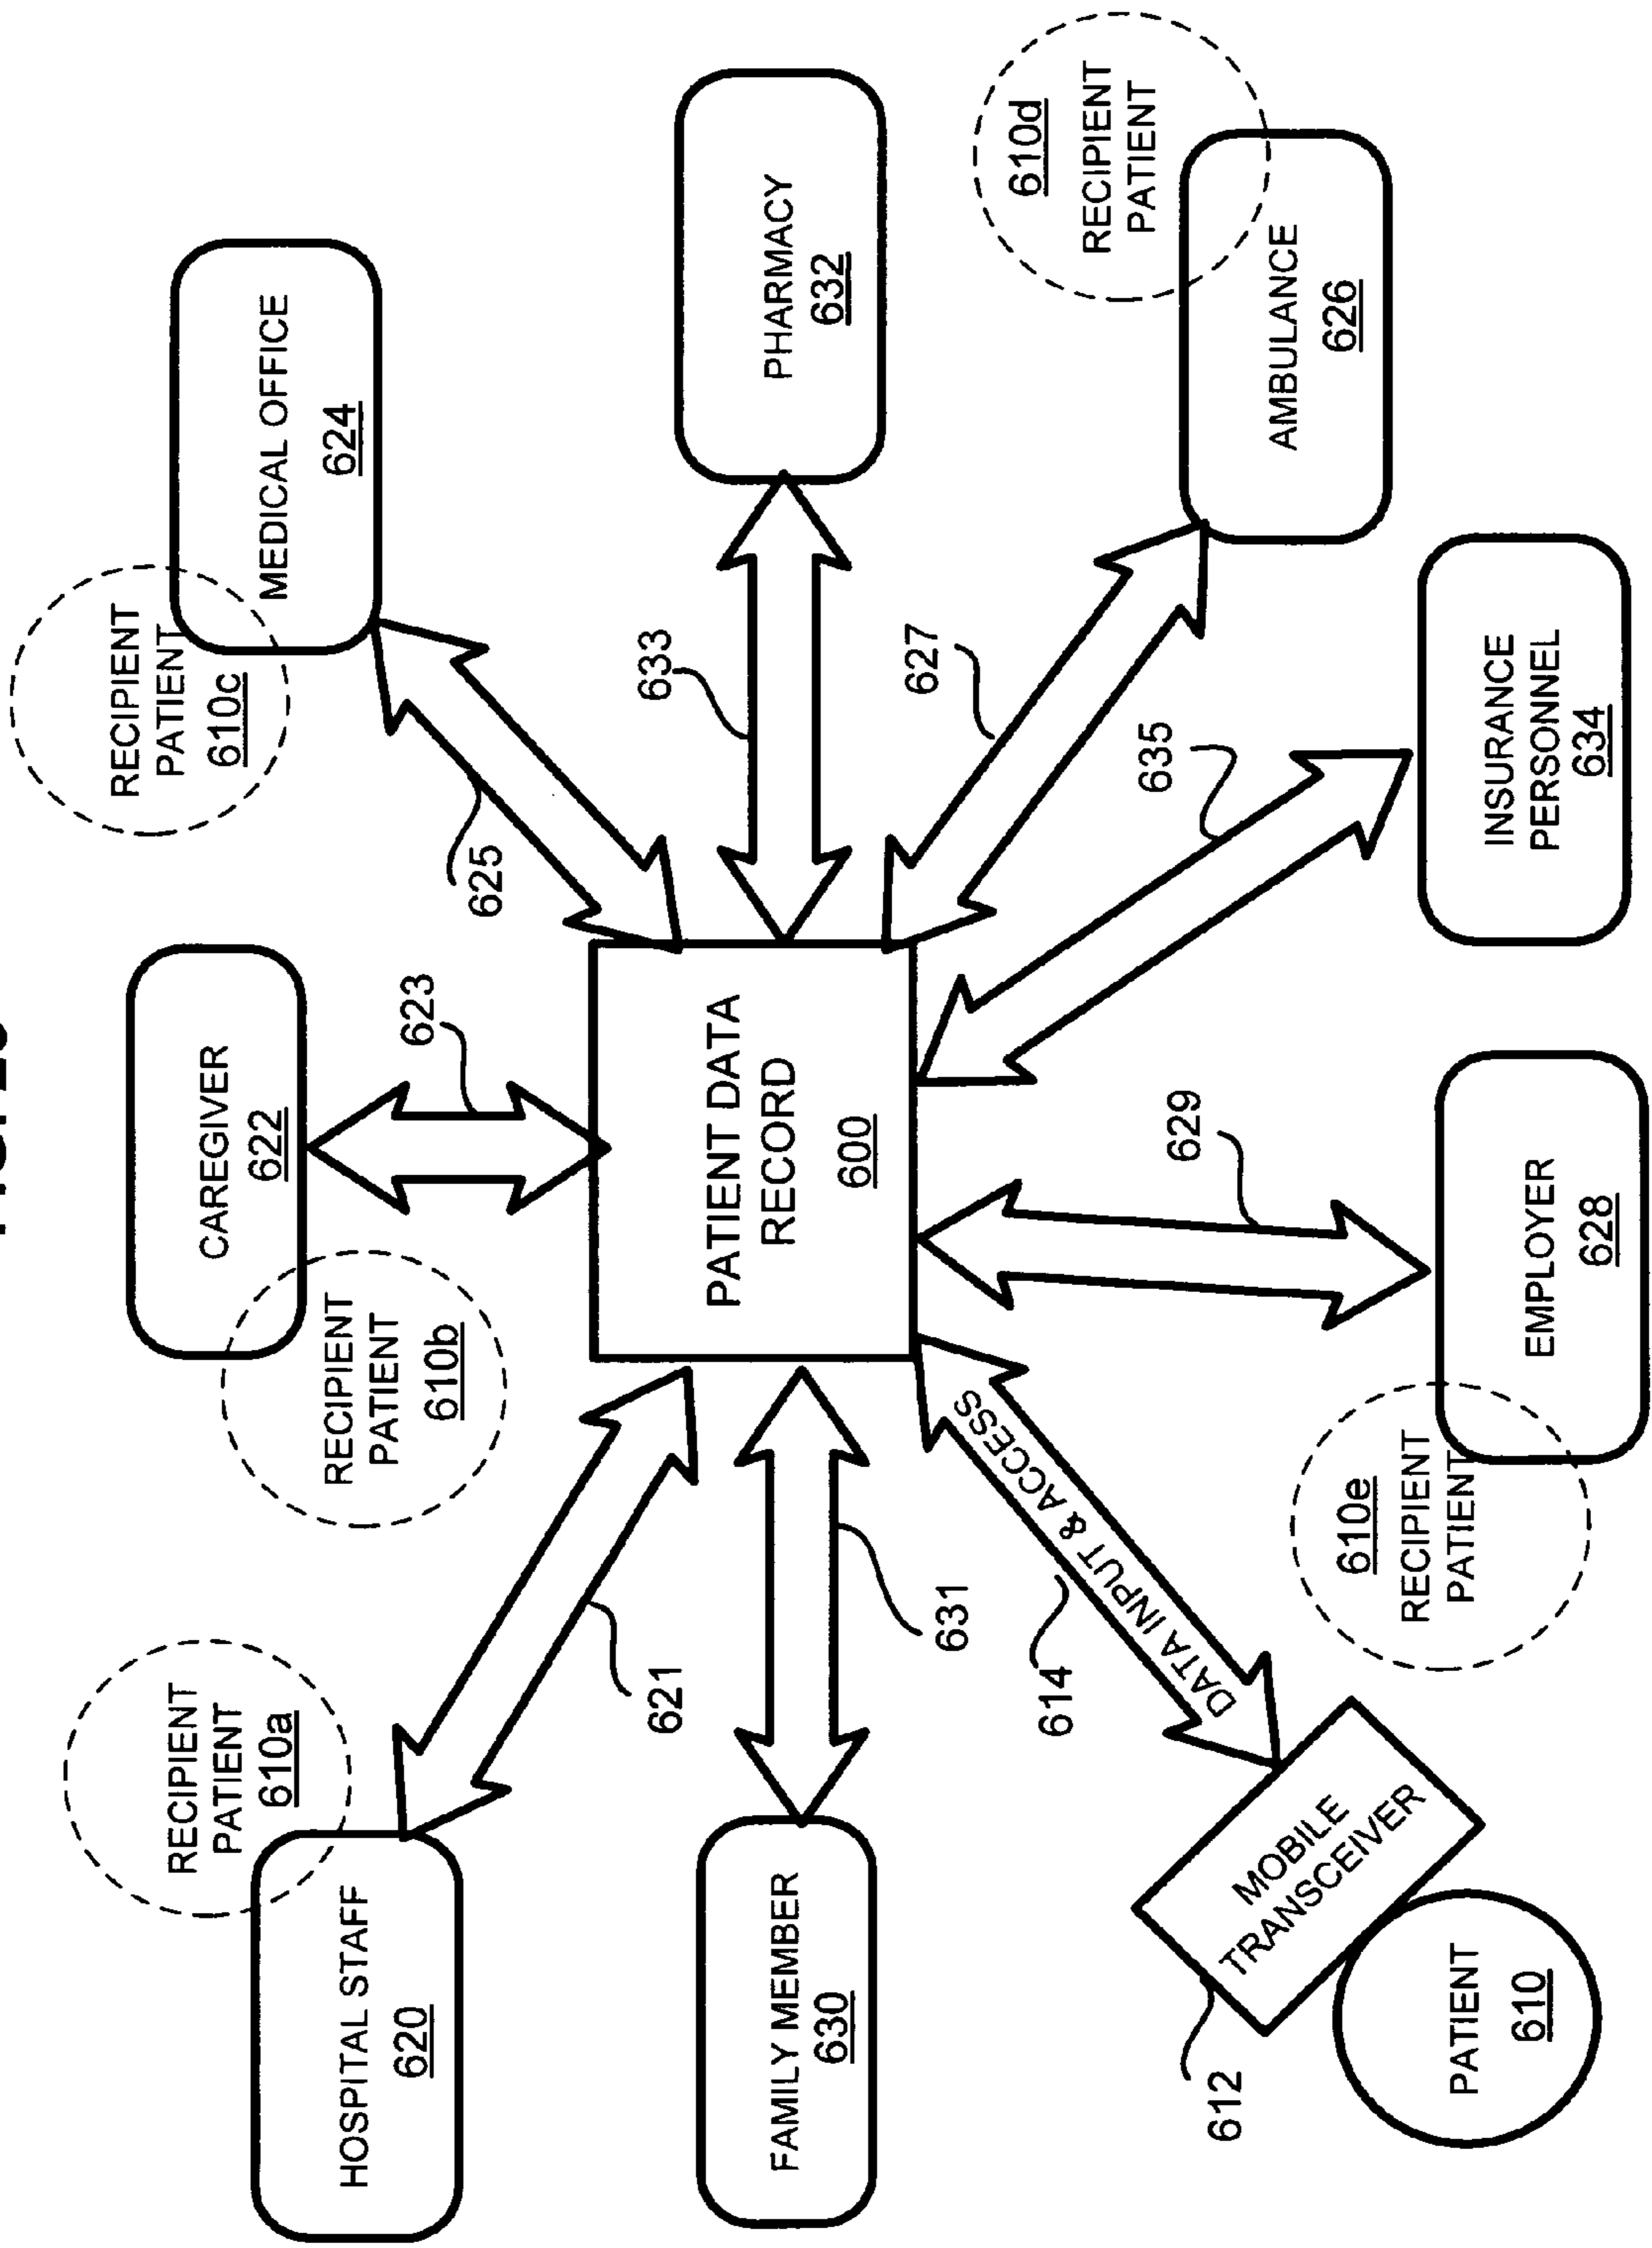 RECIPIENT
PATIENT
610a
HOSPITAL STAFF
620
621
CAREGIVER
622
623
RECIPIENT
PATIENT
610b
RECIPIENT
PATIENT
610c
MEDICAL OFFICE
624
625
FAMILY MEMBER
630
631
PATIENT DATA
RECORD
600
633
PHARMACY
632
614
DATA INPUT & ACCESS
629
635
627
610d
RECIPIENT
PATIENT
AMBULANCE
626
612
MOBILE
TRANSCEIVER
PATIENT
610
610e
RECIPIENT
PATIENT
EMPLOYER
628
INSURANCE
PERSONNEL
634